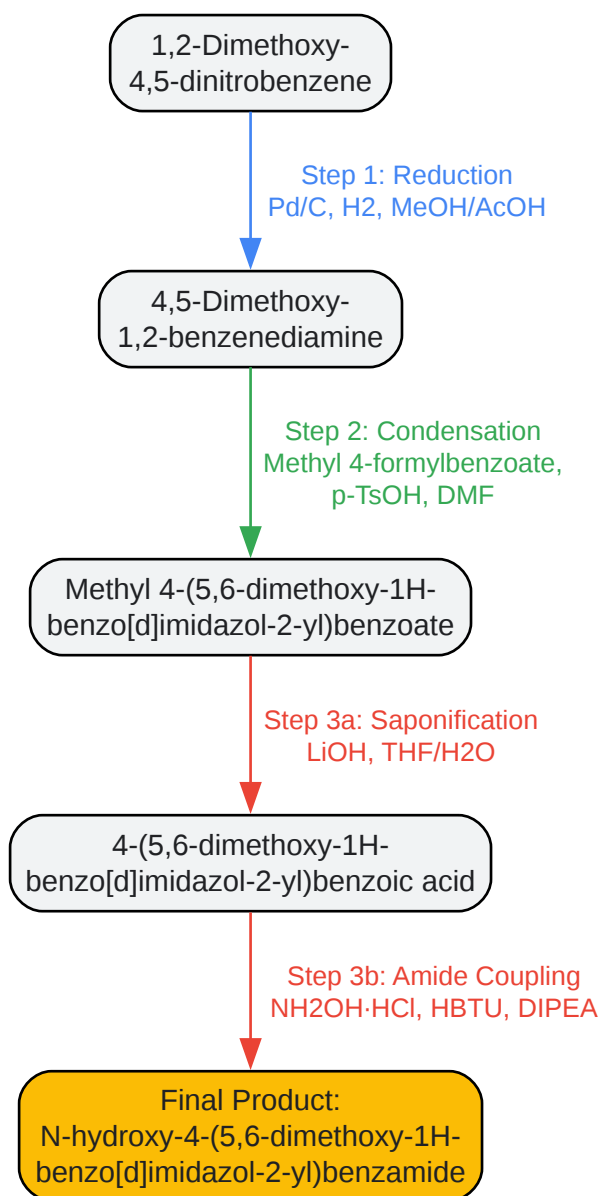 1,2-Dimethoxy-
4,5-dinitrobenzene
Step 1: Reduction
Pd/C, H2, MeOH/AcOH
4,5-Dimethoxy-
1,2-benzenediamine
Step 2: Condensation
Methyl 4-formylbenzoate,
p-TsOH, DMF
Methyl 4-(5,6-dimethoxy-1H-
benzo[d]imidazol-2-yl)benzoate
Step 3a: Saponification
LiOH, THF/H2O
4-(5,6-dimethoxy-1H-
benzo[d]imidazol-2-yl)benzoic acid
Step 3b: Amide Coupling
NH2OH·HCl, HBTU, DIPEA
Final Product:
N-hydroxy-4-(5,6-dimethoxy-1H-
benzo[d]imidazol-2-yl)benzamide